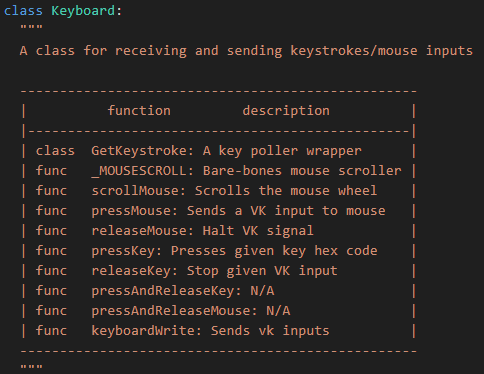 class Keyboard:
"""
A class for receiving and sending keystrokes/mouse inputs
-------------------------------------------------
|          function         description          |
|-----------------------------------------------|
| class  GetKeystroke: A key poller wrapper      |
| func   _MOUSESCROLL: Bare-bones mouse scroller |
| func   scrollMouse: Scrolls the mouse wheel    |
| func   pressMouse: Sends a VK input to mouse   |
| func   releaseMouse: Halt VK signal            |
| func   pressKey: Presses given key hex code    |
| func   releaseKey: Stop given VK input         |
| func   pressAndReleaseKey: N/A                 |
| func   pressAndReleaseMouse: N/A               |
| func   keyboardWrite: Sends vk inputs          |
-------------------------------------------------
"""